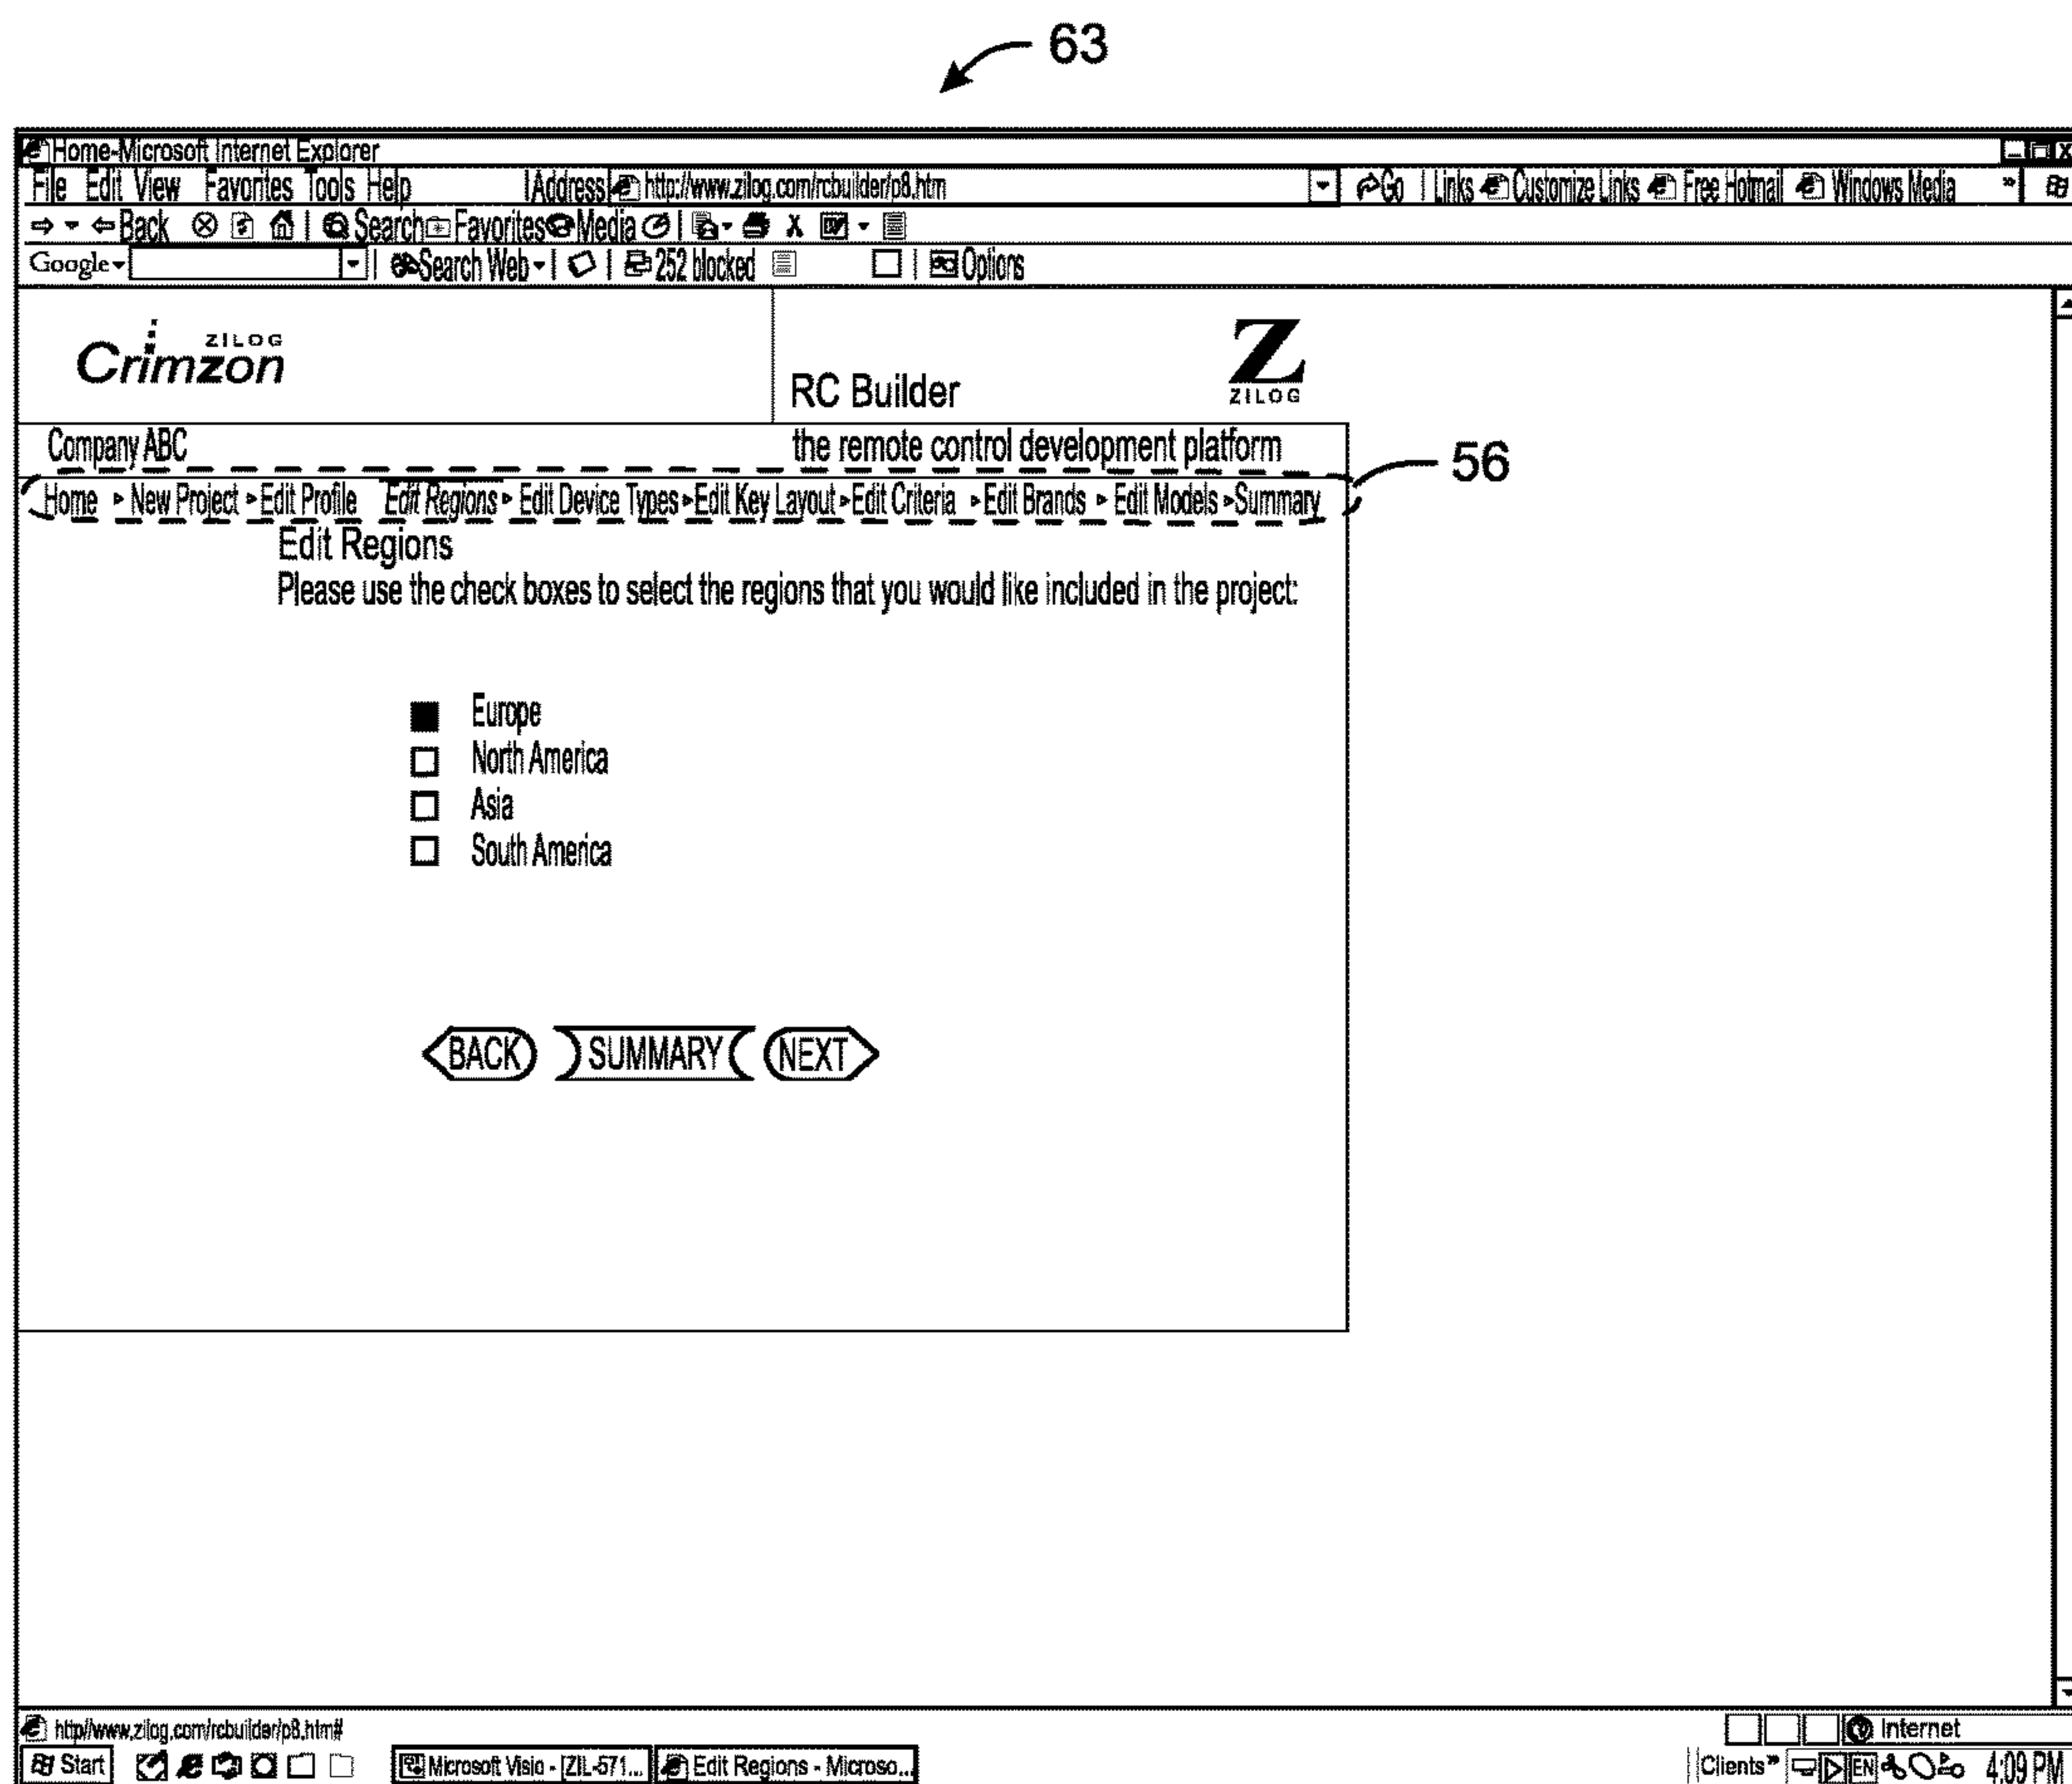 63
Home-Microsoft Internet Explorer
File Edit View Favorites Tools Help Address http://www.zilog.com/rcbuilder/p8.htm Go Links Customize Links Free Hotmail Windows Media »
Back Search Favorites Media X
Google Search Web 252 blocked Options
ZILOG
Crimzon
RC Builder
Z
ZILOG
Company ABC the remote control development platform
56
Home ▸ New Project ▸ Edit Profile Edit Regions ▸ Edit Device Types ▸ Edit Key Layout ▸ Edit Criteria ▸ Edit Brands ▸ Edit Models ▸ Summary
Edit Regions
Please use the check boxes to select the regions that you would like included in the project:
Europe
North America
Asia
South America
BACK SUMMARY NEXT
http//www.zilog.com/rcbuilder/p8.htm# Internet
Start Microsoft Visio - [ZIL-571... Edit Regions - Microso... Clients » EN 4:09 PM